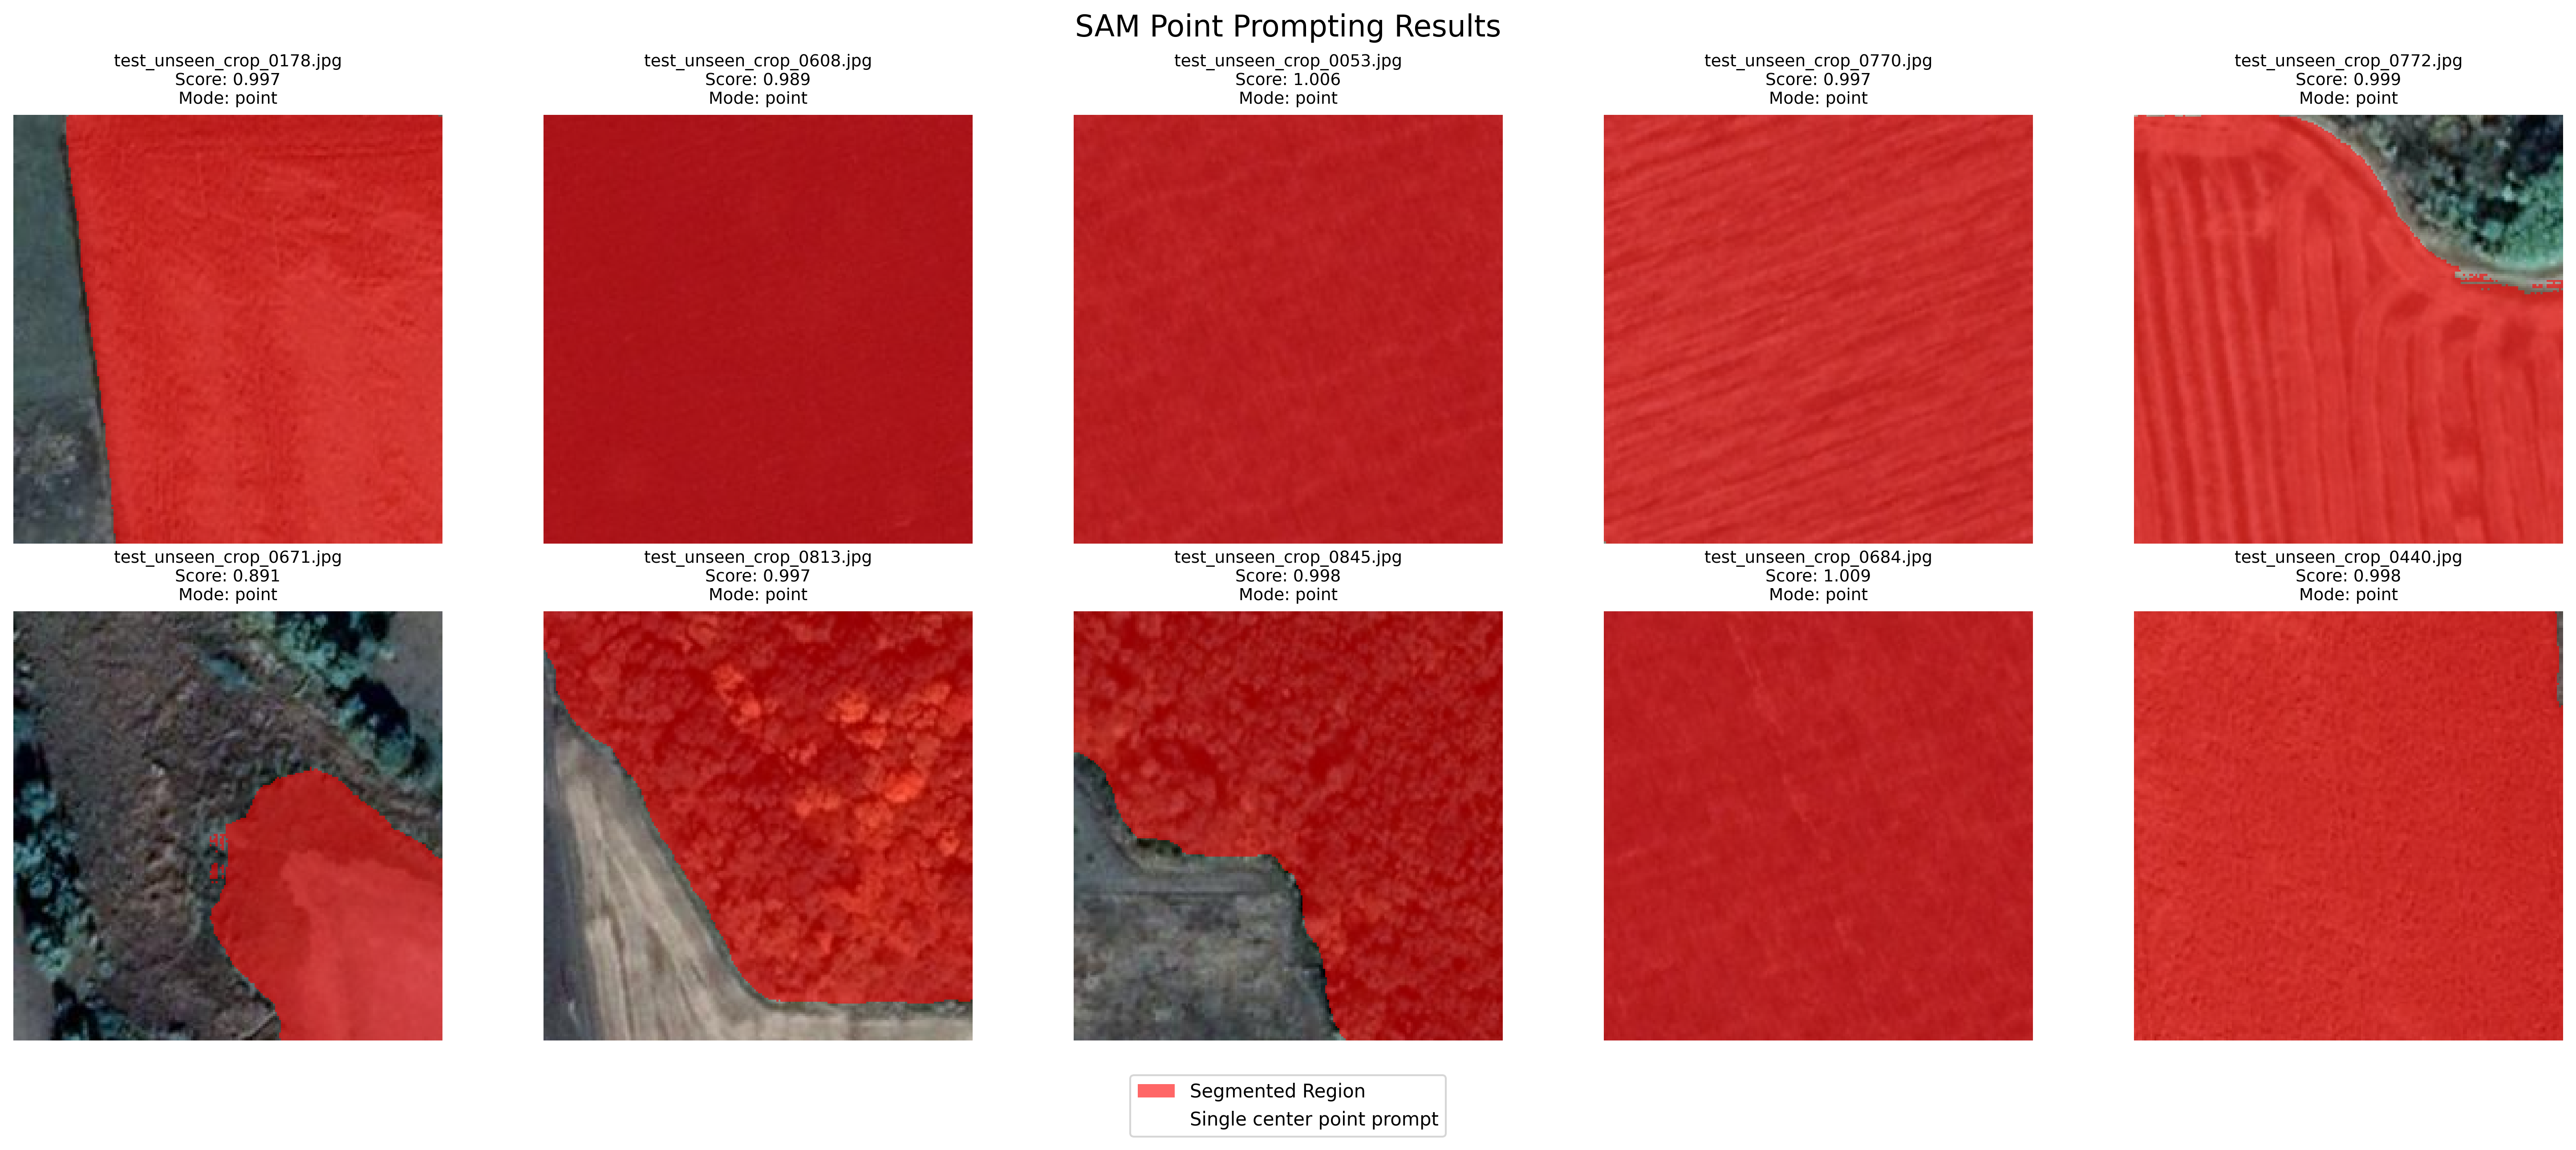 SAM Point Prompting Results
test_unseen_crop_0178.jpg
Score: 0.997
Mode: point
test_unseen_crop_0608.jpg
Score: 0.989
Mode: point
test_unseen_crop_0053.jpg
Score: 1.006
Mode: point
test_unseen_crop_0770.jpg
Score: 0.997
Mode: point
test_unseen_crop_0772.jpg
Score: 0.999
Mode: point
test_unseen_crop_0671.jpg
Score: 0.891
Mode: point
test_unseen_crop_0813.jpg
Score: 0.997
Mode: point
test_unseen_crop_0845.jpg
Score: 0.998
Mode: point
test_unseen_crop_0684.jpg
Score: 1.009
Mode: point
test_unseen_crop_0440.jpg
Score: 0.998
Mode: point
Segmented Region
Single center point prompt